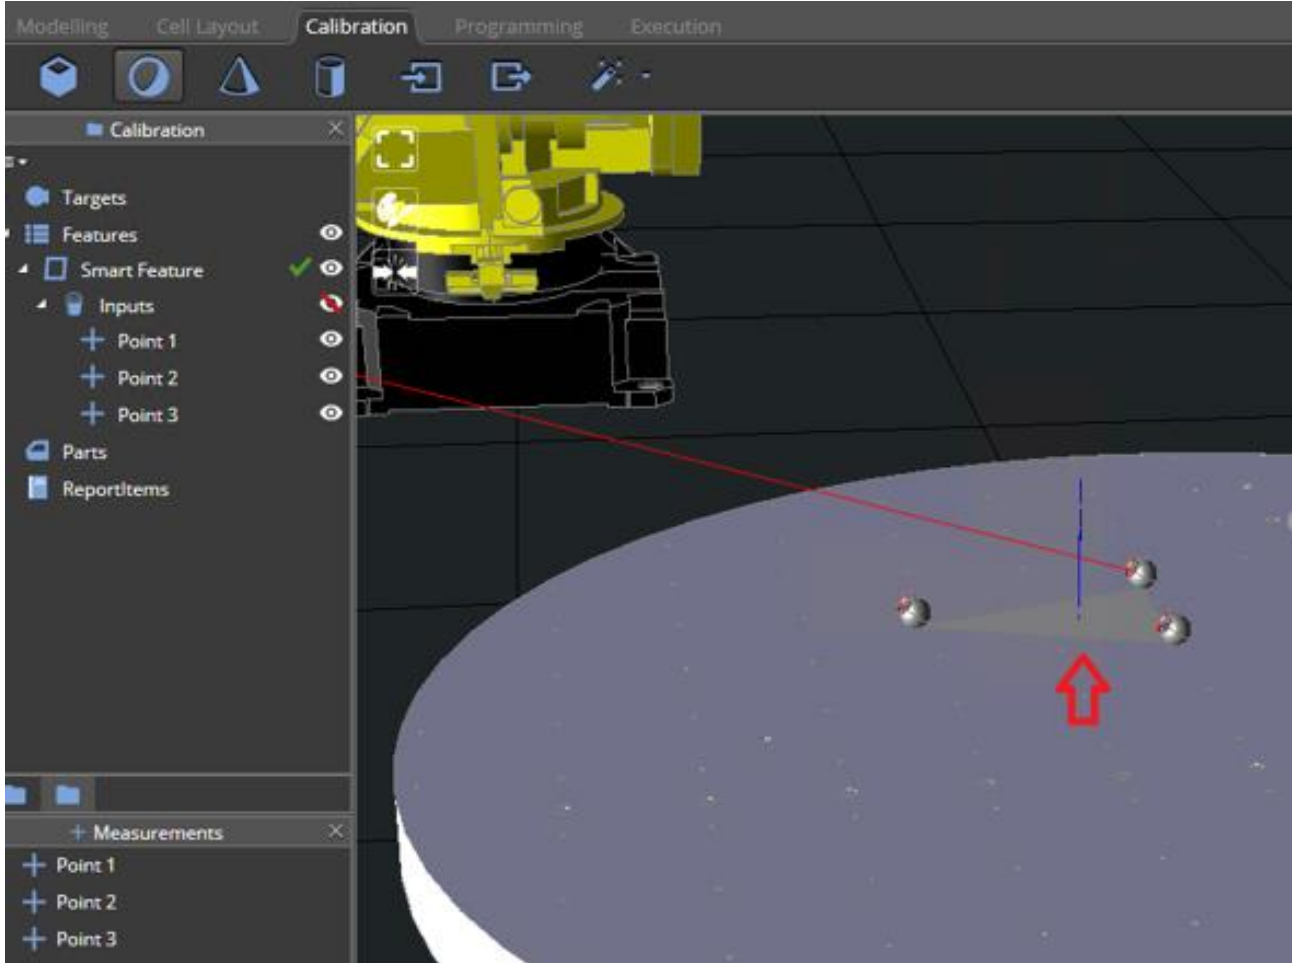 Modelling Cell Layout Calibration Programming Execution
Calibration
Targets
Features
Smart Feature
Inputs
Point 1
Point 2
Point 3
Parts
ReportItems
Measurements
Point 1
Point 2
Point 3